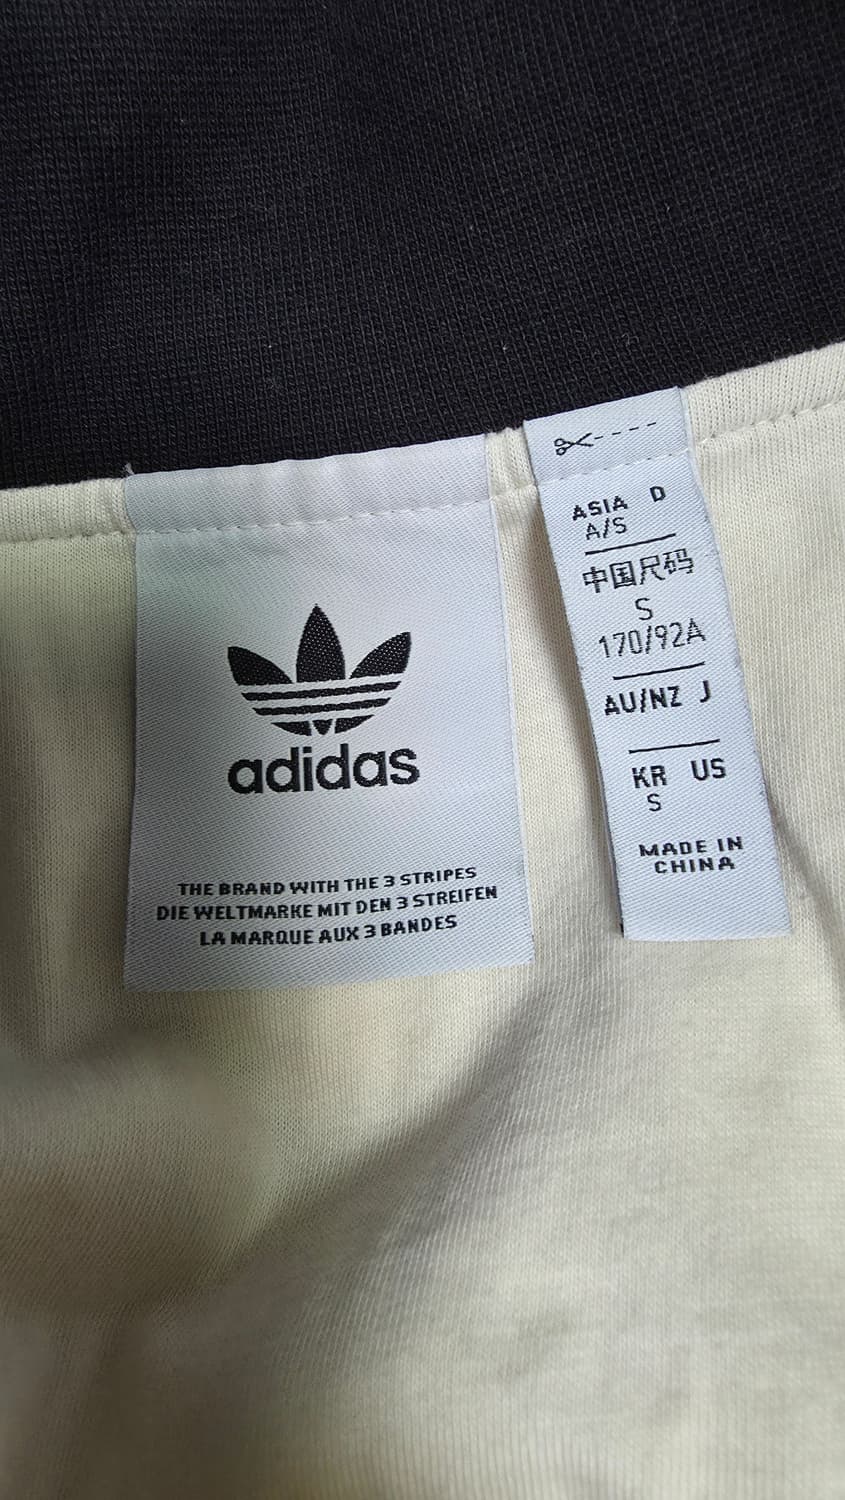 adidas
THE BRAND WITH THE 3 STRIPES
DIE WELTMARKE MIT DEN 3 STREIFEN
LA MARQUE AUX 3 BANDES
ASIA D
A/S
中国尺码
S
170/92A
AU/NZ J
KR US
S
MADE IN
CHINA